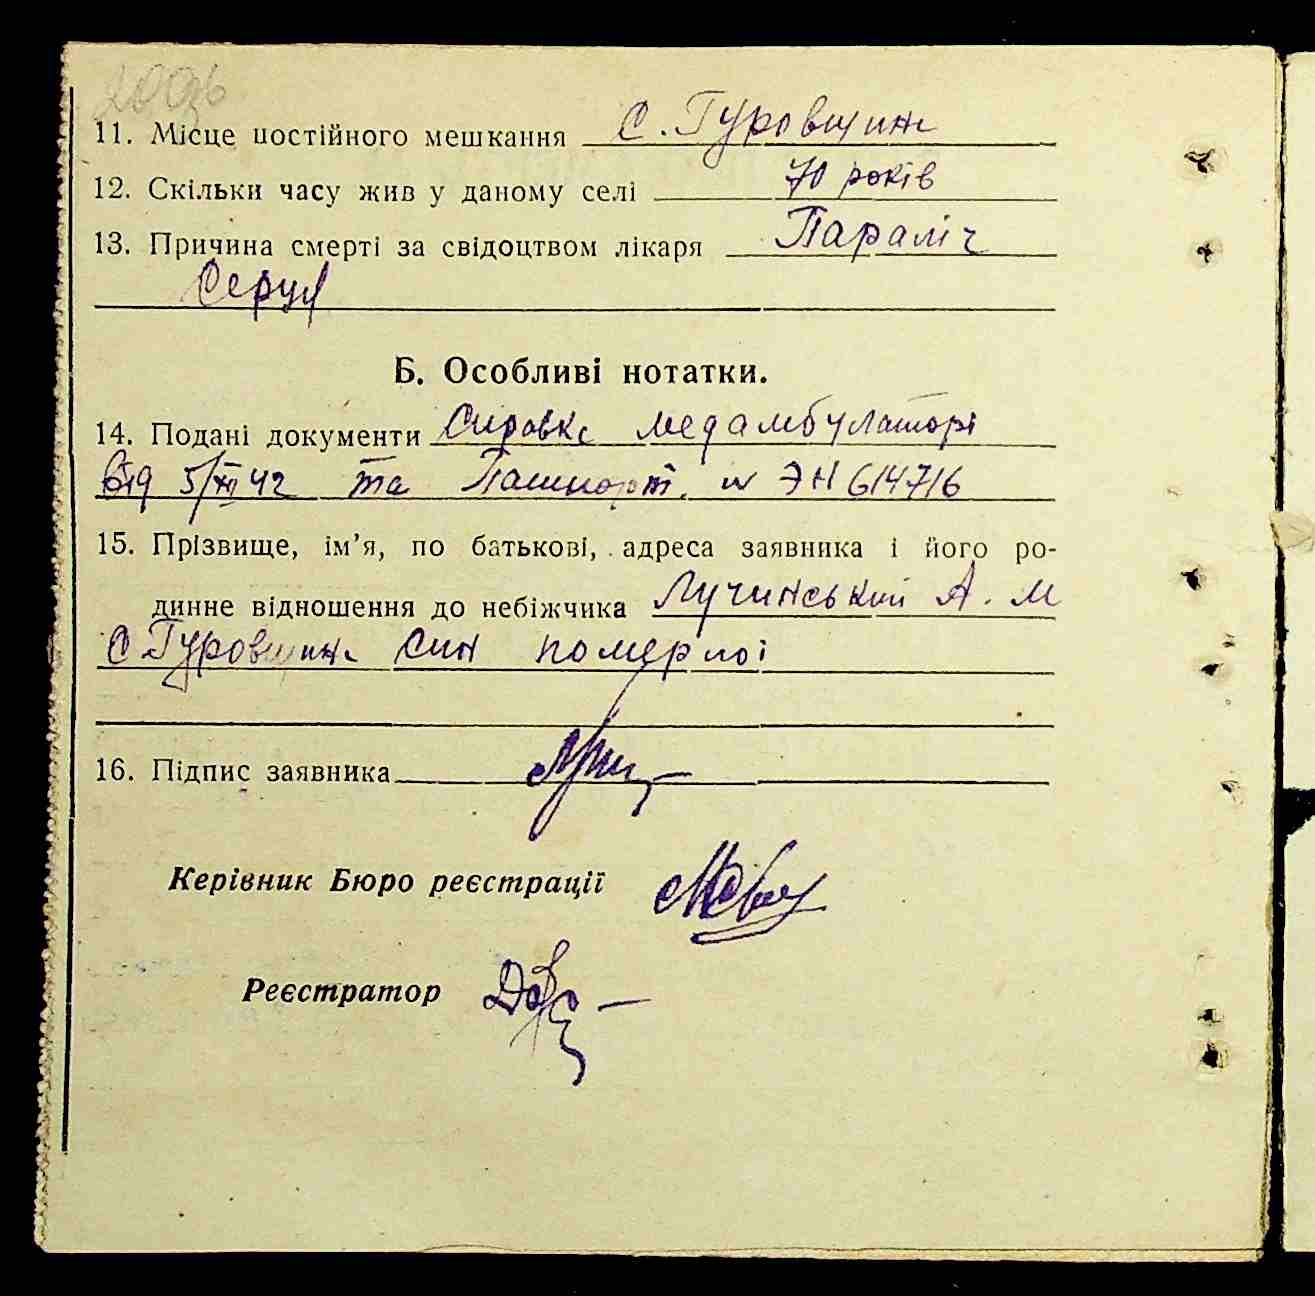 11. Місце постійного мешкання С. Гуровщина
12. Скільки часу жив у даному селі 70 років
13. Причина смерті за свідоцтвом лікаря Параліч
Серця
Б. Особливі нотатки.
14. Подані документи Справка медамбулаторі
від 5/XII 42 та Пашпорт. № ЭН 614716
15. Прізвище, ім’я, по батькові, адреса заявника і його ро-
динне відношення до небіжчика Лучинський А. М
С Гуровщина син померлої
16. Підпис заявника
Керівник Бюро реєстрації
Реєстратор